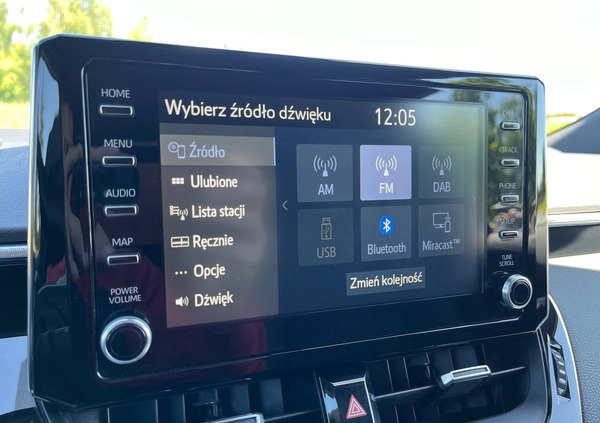 HOME
MENU
AUDIO
MAP
POWER
VOLUME
Wybierz źródło dźwięku
12:05
Źródło
Ulubione
Lista stacji
Ręcznie
Opcje
Dźwięk
AM
FM
DAB
USB
Bluetooth
Miracast™
Zmień kolejność
TRACK
PHONE
SETUP
TUNE
SCROLL